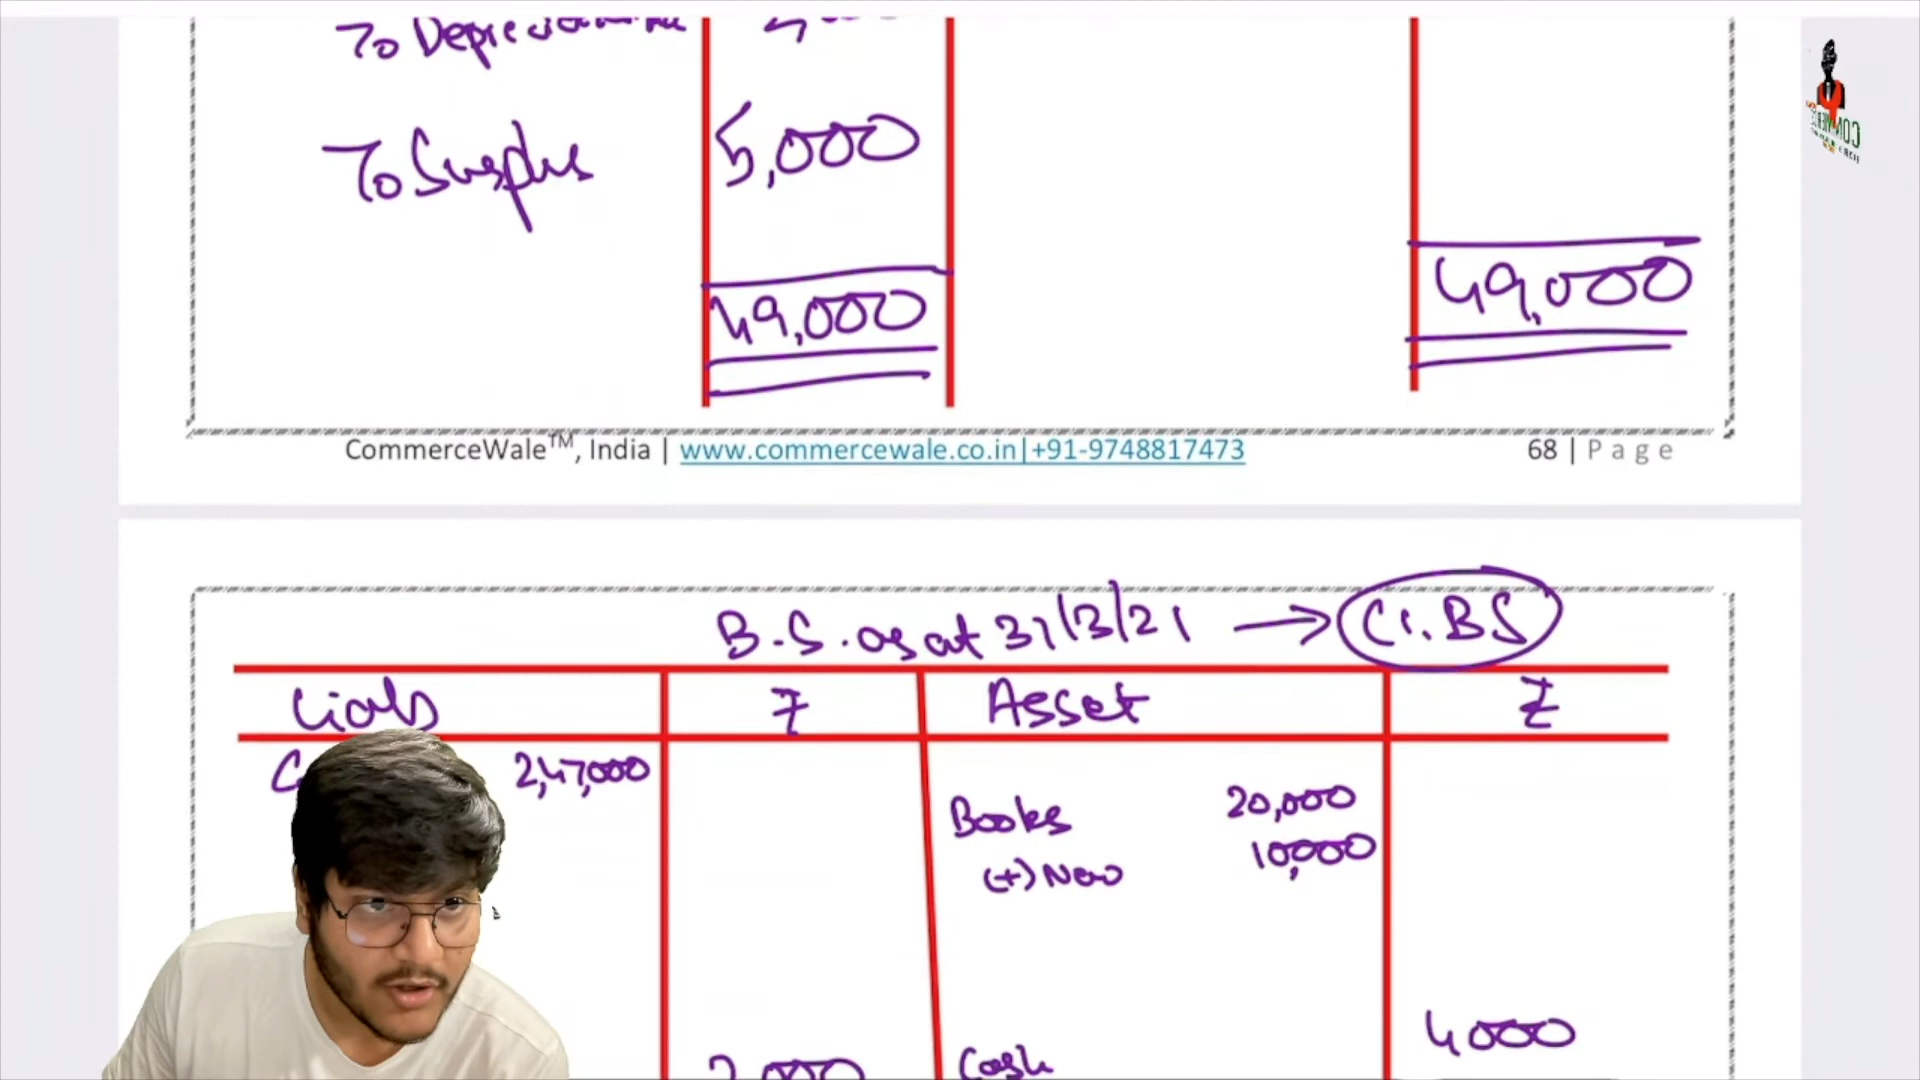 To Depreciation
To Surplus 5,000
49,000 49,000
CommerceWale™, India | www.commercewale.co.in|+91-9748817473 68 | Page
B.S. as at 31/3/21 → Cl.BS
Liab ₹ Asset ₹
2,47,000
Books 20,000
(+) New 10,000
4000
Cash